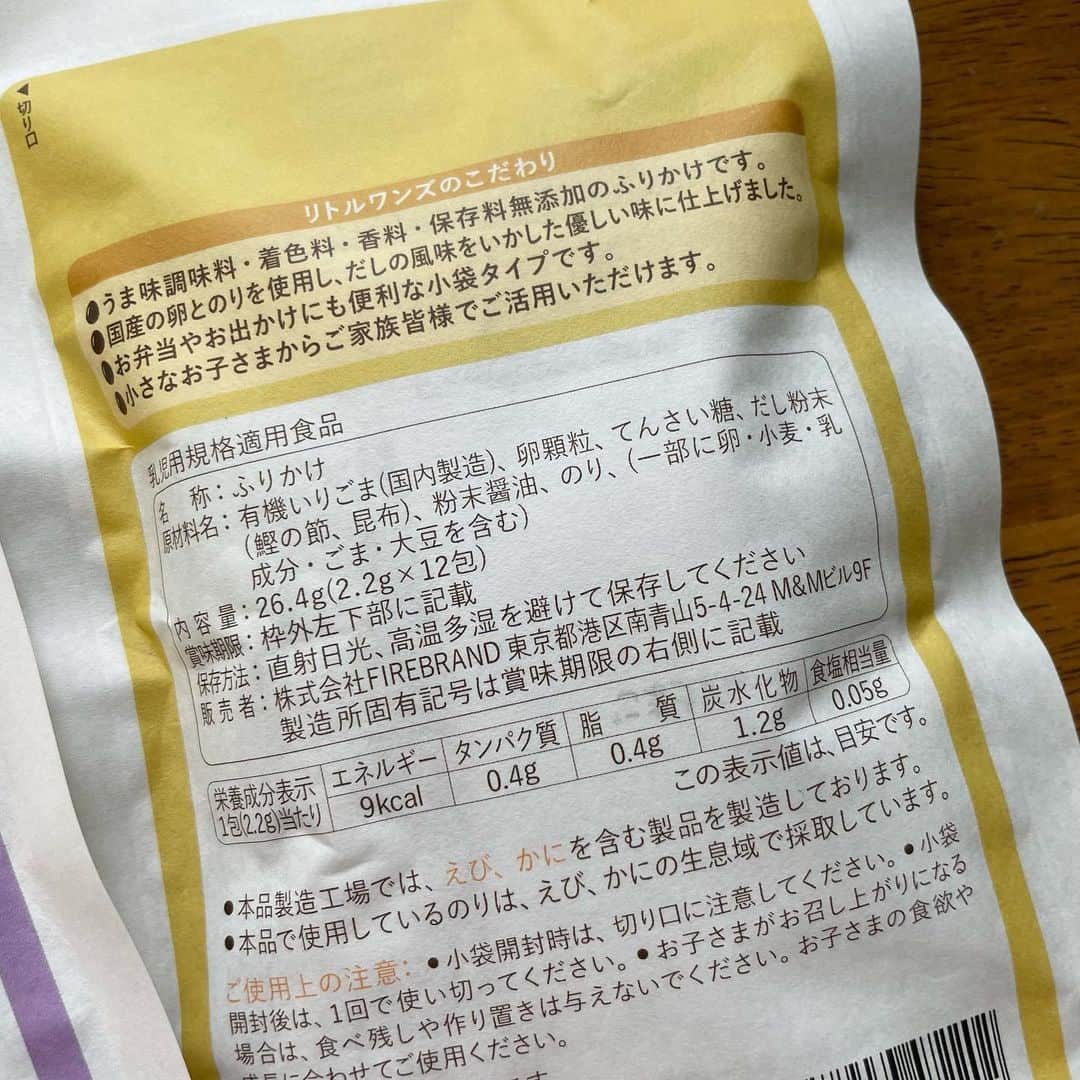 ◀切り口
リトルワンズのこだわり
●うま味調味料・着色料・香料・保存料無添加のふりかけです。
●国産の卵とのりを使用し、だしの風味をいかした優しい味に仕上げました。
●お弁当やお出かけにも便利な小袋タイプです。
●小さなお子さまからご家族皆様でご活用いただけます。
乳児用規格適用食品
名称：ふりかけ
原材料名：有機いりごま(国内製造)、卵顆粒、てんさい糖、だし粉末
(鰹の節、昆布)、粉末醤油、のり、(一部に卵・小麦・乳
成分・ごま・大豆を含む)
内容量：26.4g(2.2g×12包)
賞味期限：枠外左下部に記載
保存方法：直射日光、高温多湿を避けて保存してください
販売者：株式会社FIREBRAND 東京都港区南青山5-4-24 M&Mビル9F
製造所固有記号は賞味期限の右側に記載
栄養成分表示 1包(2.2g)当たり
エネルギー タンパク質 脂質 炭水化物 食塩相当量
9kcal 0.4g 0.4g 1.2g 0.05g
この表示値は、目安です。
●本品製造工場では、えび、かにを含む製品を製造しております。
●本品で使用しているのりは、えび、かにの生息域で採取しています。
ご使用上の注意：●小袋開封時は、切り口に注意してください。●小袋
開封後は、1回で使い切ってください。●お子さまがお召し上がりになる
場合は、食べ残しや作り置きは与えないでください。お子さまの食欲や
成長に合わせてご使用ください。